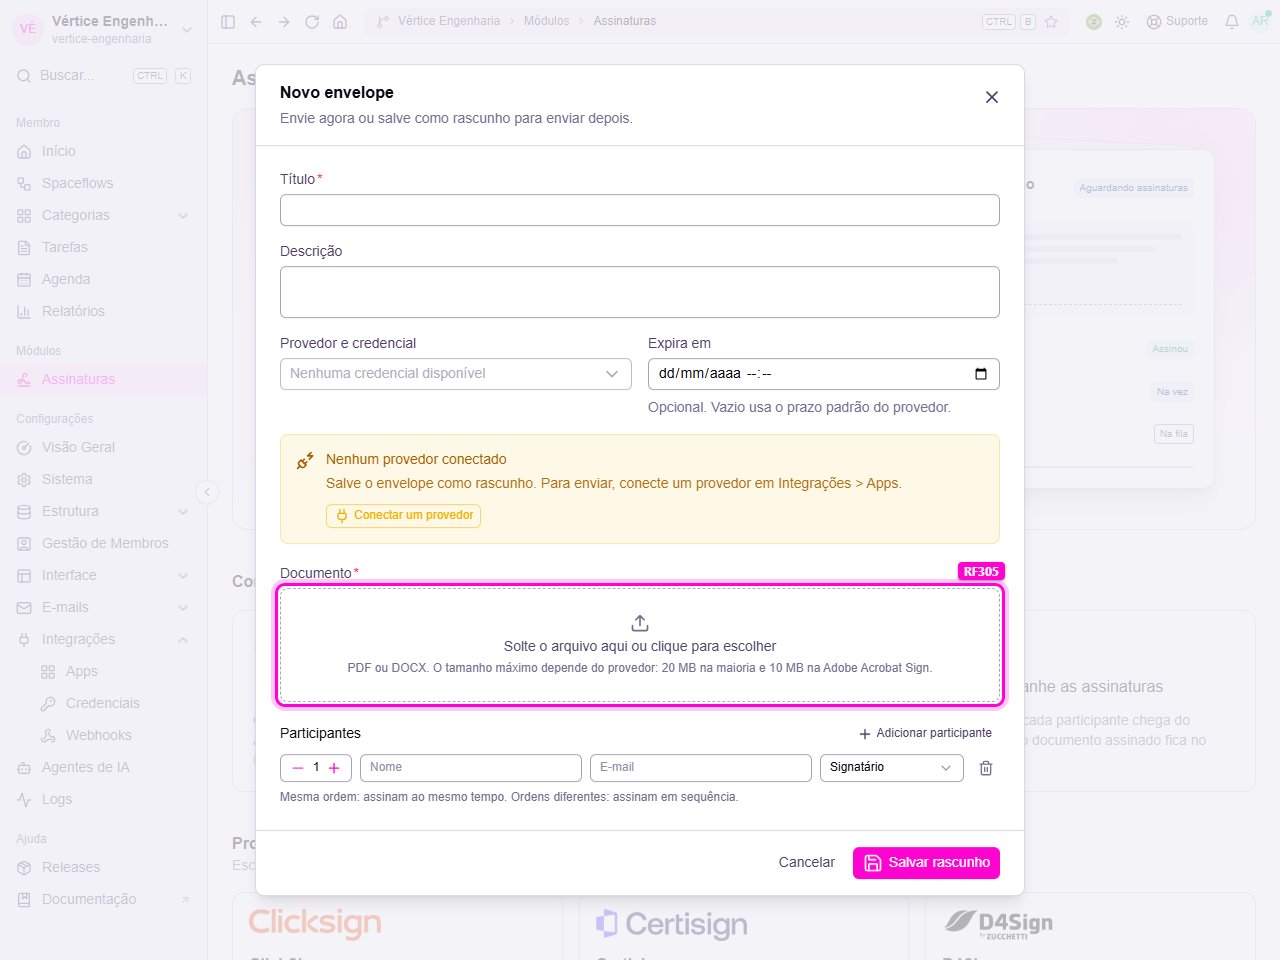 VÉ
Vértice Engenh...
vertice-engenharia
Vértice Engenharia
Módulos
Assinaturas
CTRL
B
Suporte
AR
Buscar...
CTRL
K
Membro
Início
Spaceflows
Categorias
Tarefas
Agenda
Relatórios
Módulos
Assinaturas
Configurações
Visão Geral
Sistema
Estrutura
Gestão de Membros
Interface
E-mails
Integrações
Apps
Credenciais
Webhooks
Agentes de IA
Logs
Ajuda
Releases
Documentação
As
Aguardando assinaturas
Assinou
Na vez
Na fila
Novo envelope
Envie agora ou salve como rascunho para enviar depois.
Título*
Descrição
Provedor e credencial
Nenhuma credencial disponível
Expira em
dd/mm/aaaa --:--
Opcional. Vazio usa o prazo padrão do provedor.
Nenhum provedor conectado
Salve o envelope como rascunho. Para enviar, conecte um provedor em Integrações > Apps.
Conectar um provedor
Documento*
RF305
Solte o arquivo aqui ou clique para escolher
PDF ou DOCX. O tamanho máximo depende do provedor: 20 MB na maioria e 10 MB na Adobe Acrobat Sign.
Participantes
Adicionar participante
1
Nome
E-mail
Signatário
Mesma ordem: assinam ao mesmo tempo. Ordens diferentes: assinam em sequência.
Cancelar
Salvar rascunho
anhe as assinaturas
cada participante chega do
o documento assinado fica no
Clicksign
Certisign
D4Sign
by ZUCCHETTI